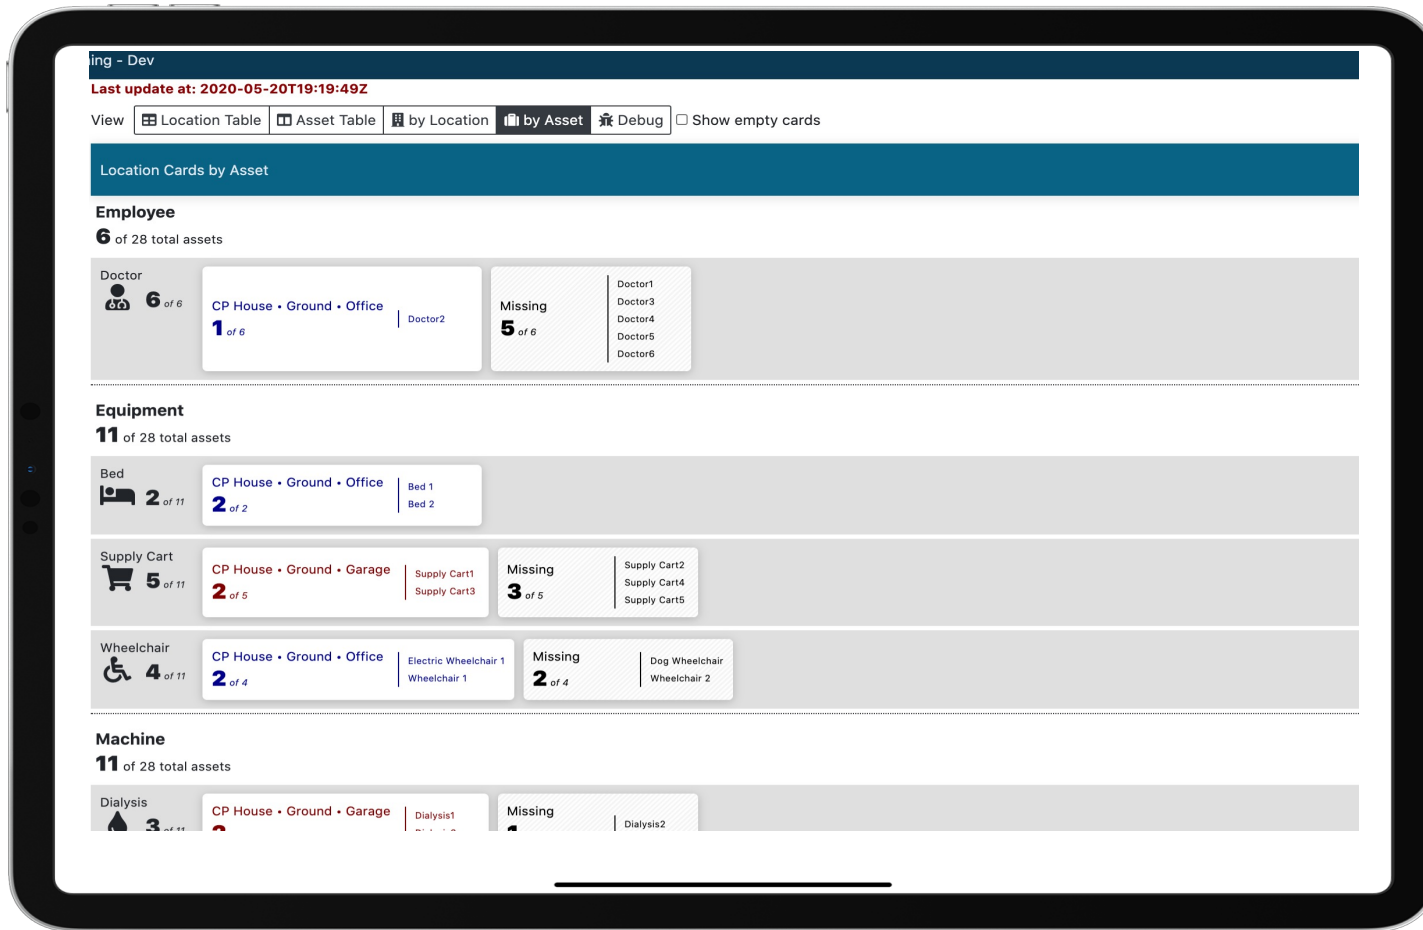 ing - Dev
Last update at: 2020-05-20T19:19:49Z
View Location Table Asset Table by Location by Asset Debug Show empty cards
Location Cards by Asset
Employee
6 of 28 total assets
Doctor
6 of 6
CP House • Ground • Office
1 of 6
Doctor2
Missing
5 of 6
Doctor1
Doctor3
Doctor4
Doctor5
Doctor6
Equipment
11 of 28 total assets
Bed
2 of 11
CP House • Ground • Office
2 of 2
Bed 1
Bed 2
Supply Cart
5 of 11
CP House • Ground • Garage
2 of 5
Supply Cart1
Supply Cart3
Missing
3 of 5
Supply Cart2
Supply Cart4
Supply Cart5
Wheelchair
4 of 11
CP House • Ground • Office
2 of 4
Electric Wheelchair 1
Wheelchair 1
Missing
2 of 4
Dog Wheelchair
Wheelchair 2
Machine
11 of 28 total assets
Dialysis
3 of 11
CP House • Ground • Garage
Dialysis1
Missing
Dialysis2